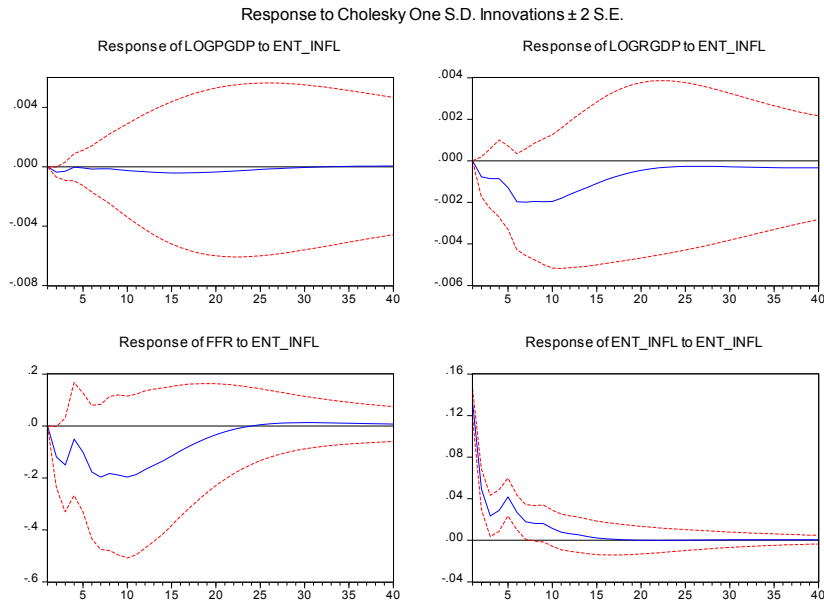 Response to Cholesky One S.D. Innovations ± 2 S.E.
Response of LOGPGDP to ENT_INFL
.004
.000
-.004
-.008
5 10 15 20 25 30 35 40
Response of LOGRGDP to ENT_INFL
.004
.002
.000
-.002
-.004
-.006
5 10 15 20 25 30 35 40
Response of FFR to ENT_INFL
.2
.0
-.2
-.4
-.6
5 10 15 20 25 30 35 40
Response of ENT_INFL to ENT_INFL
.16
.12
.08
.04
.00
-.04
5 10 15 20 25 30 35 40